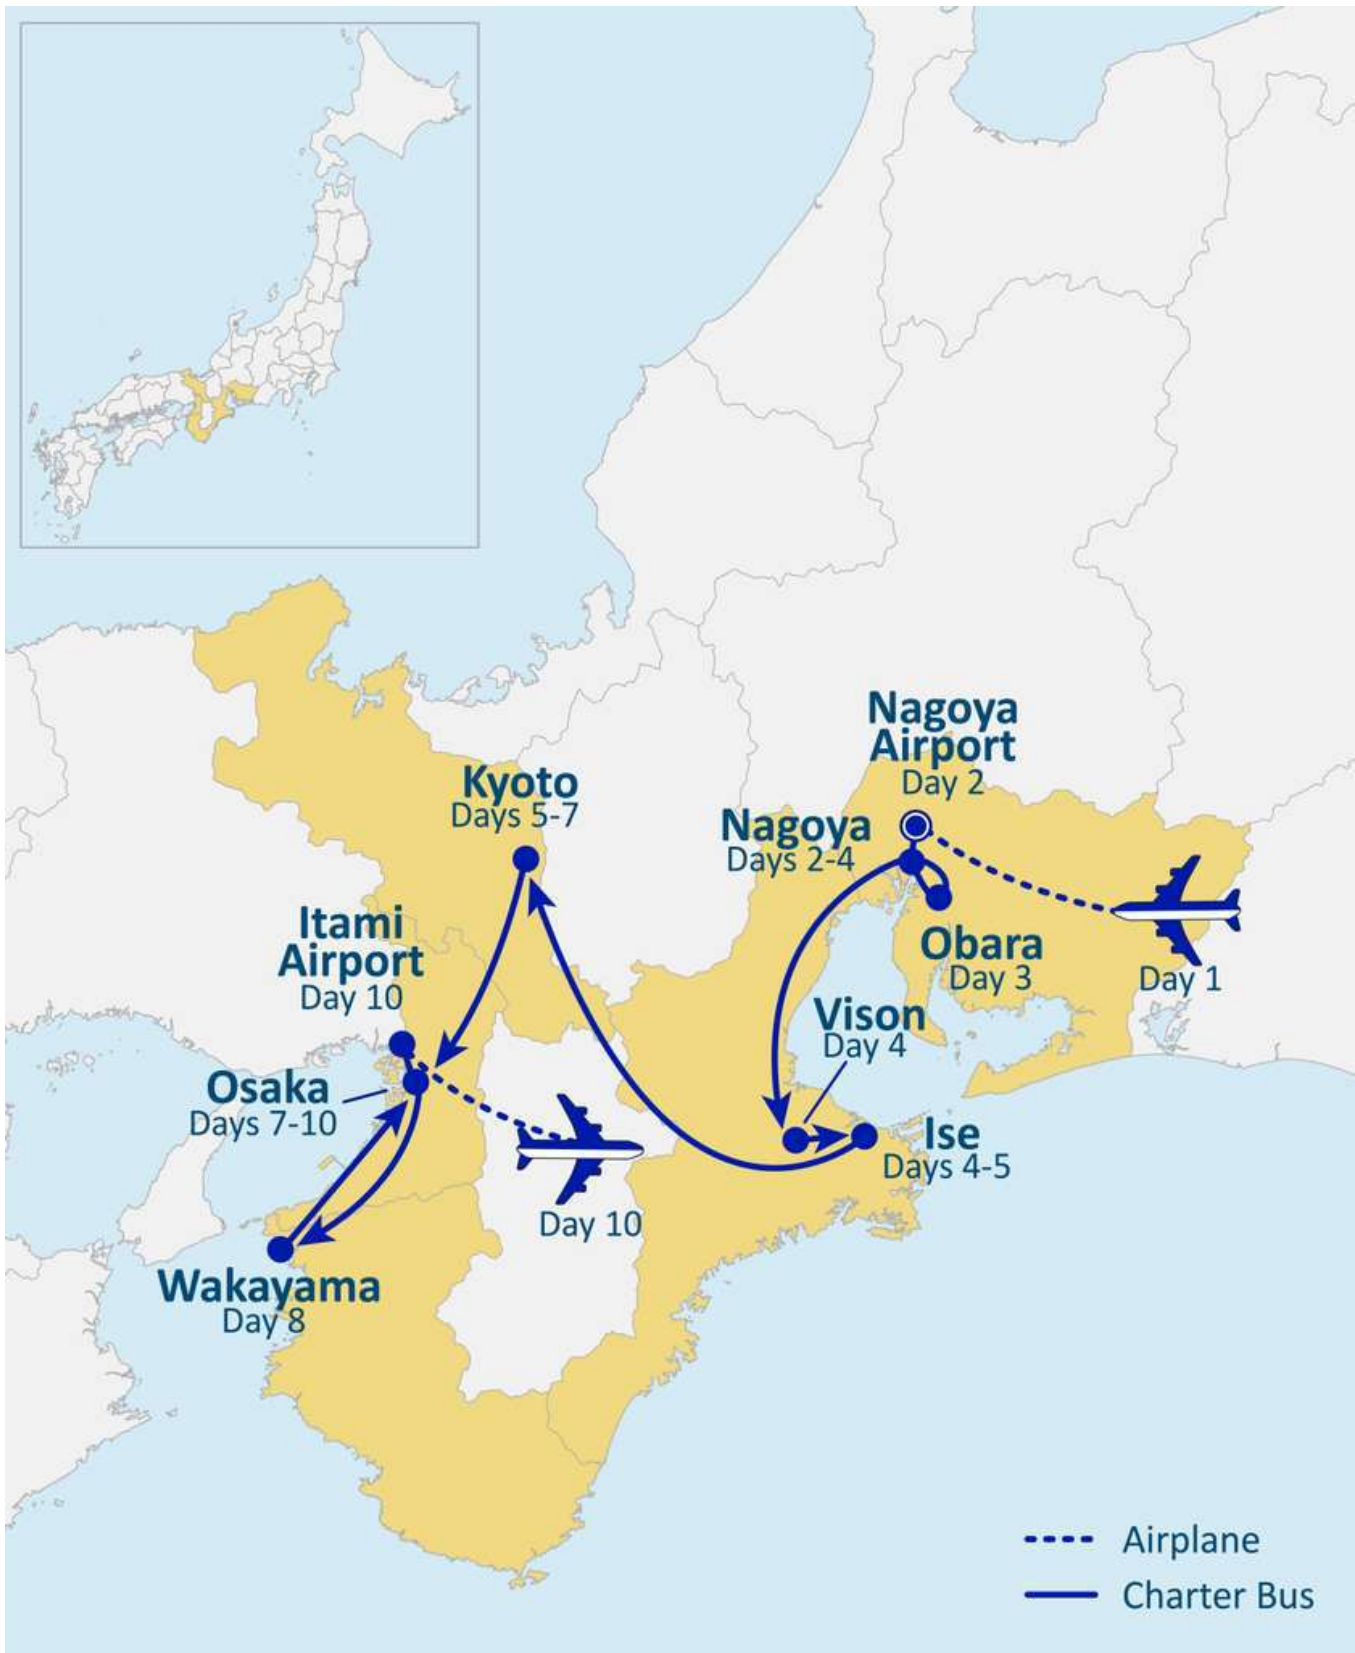 Nagoya
Airport
Day 2
Kyoto
Days 5-7
Nagoya
Days 2-4
Itami
Airport
Day 10
Obara
Day 3
Day 1
Vison
Day 4
Osaka
Days 7-10
Ise
Days 4-5
Day 10
Wakayama
Day 8
Airplane
Charter Bus